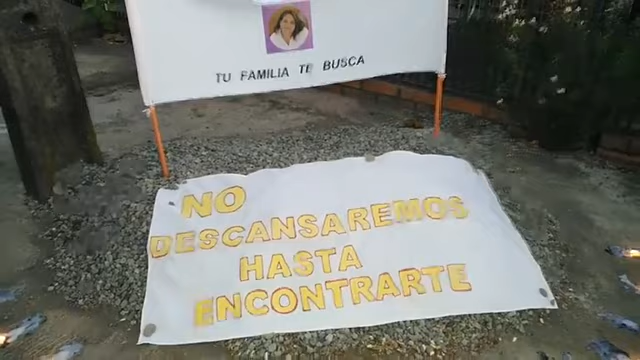 TU FAMILIA TE BUSCA
NO
DESCANSAREMOS
HASTA
ENCONTRARTE